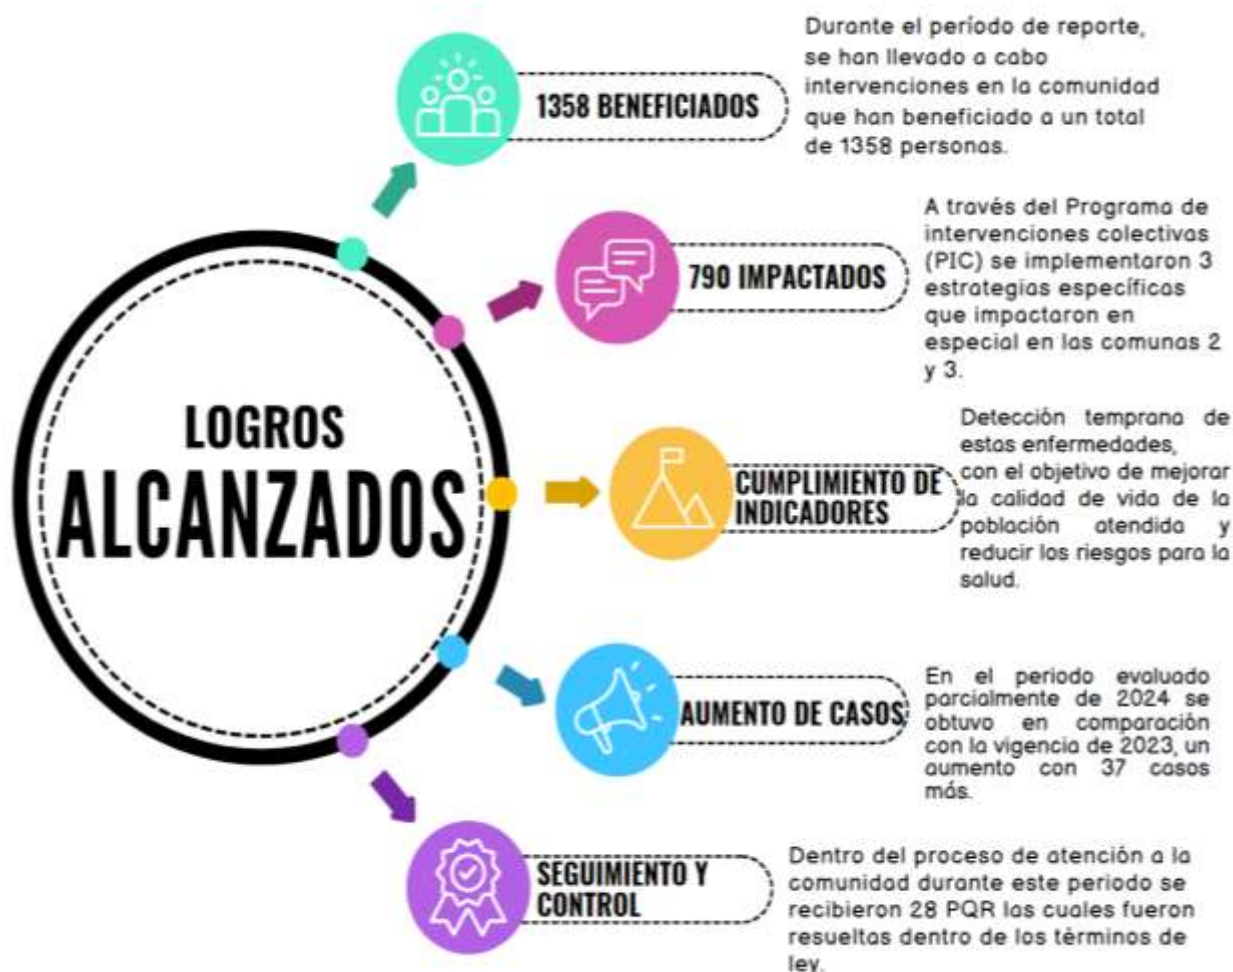 LOGROS
ALCANZADOS
1358 BENEFICIADOS
Durante el período de reporte,
se han llevado a cabo
intervenciones en la comunidad
que han beneficiado a un total
de 1358 personas.
790 IMPACTADOS
A través del Programa de
intervenciones colectivas
(PIC) se implementaron 3
estrategias específicas
que impactaron en
especial en las comunas 2
y 3.
CUMPLIMIENTO DE
INDICADORES
Detección temprana de
estas enfermedades,
con el objetivo de mejorar
la calidad de vida de la
población atendida y
reducir los riesgos para la
salud.
AUMENTO DE CASOS
En el periodo evaluado
parcialmente de 2024 se
obtuvo en comparación
con la vigencia de 2023, un
aumento con 37 casos
más.
SEGUIMIENTO Y
CONTROL
Dentro del proceso de atención a la
comunidad durante este periodo se
recibieron 28 PQR las cuales fueron
resueltas dentro de los términos de
ley.